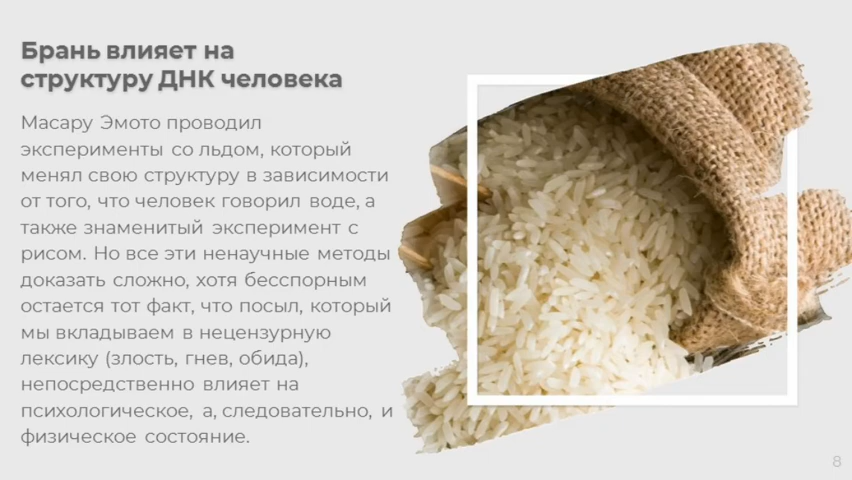 Брань влияет на
структуру ДНК человека
Масару Эмото проводил
эксперименты со льдом, который
менял свою структуру в зависимости
от того, что человек говорил воде, а
также знаменитый эксперимент с
рисом. Но все эти ненаучные методы
доказать сложно, хотя бесспорным
остается тот факт, что посыл, который
мы вкладываем в нецензурную
лексику (злость, гнев, обида),
непосредственно влияет на
психологическое, а, следовательно, и
физическое состояние.
8